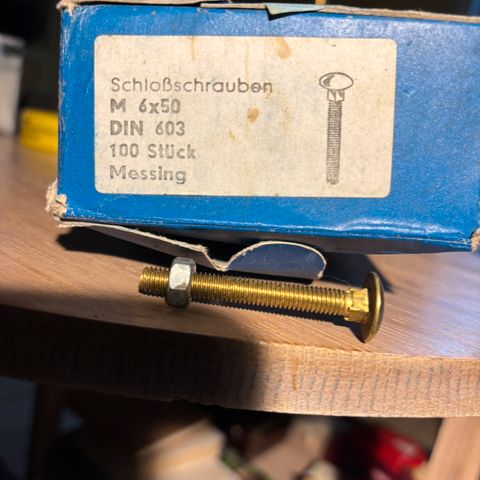 Schloßschrauben
M 6x50
DIN 603
100 Stück
Messing